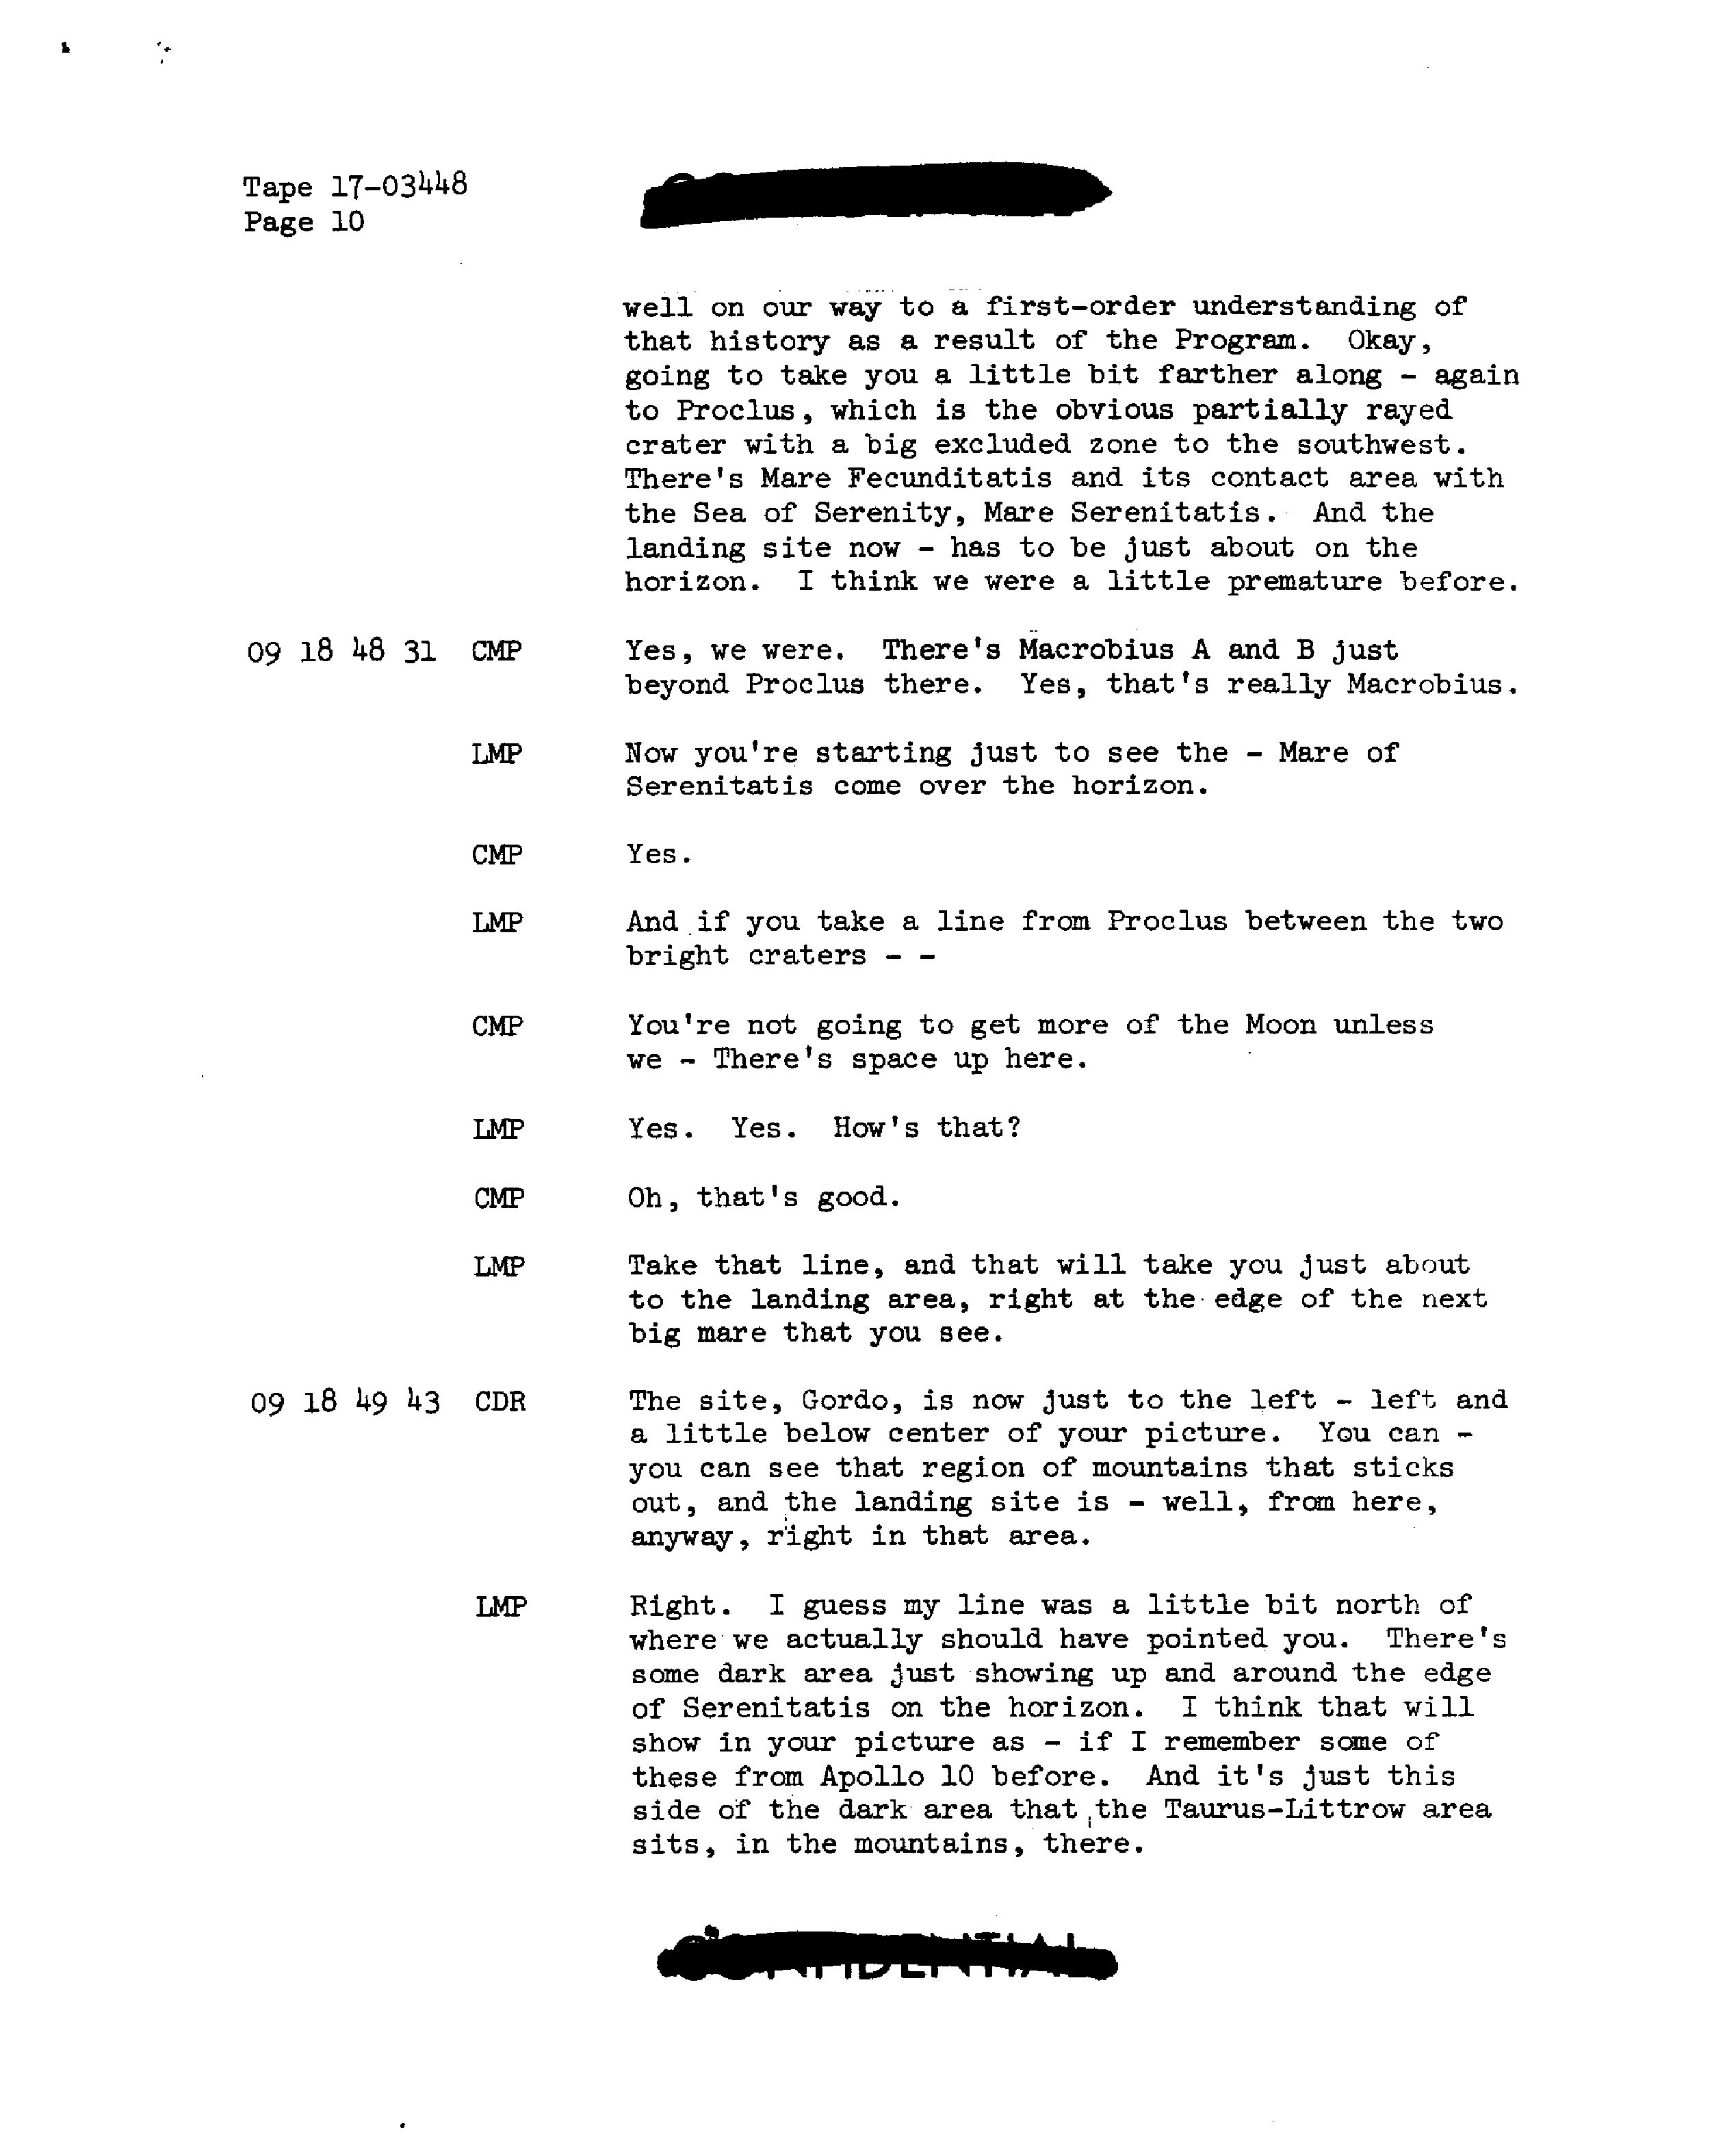 Tape 17-03448
Page 10
well on our way to a first-order understanding of
that history as a result of the Program. Okay,
going to take you a little bit farther along - again
to Proclus, which is the obvious partially rayed
crater with a big excluded zone to the southwest.
There's Mare Fecunditatis and its contact area with
the Sea of Serenity, Mare Serenitatis. And the
landing site now - has to be just about on the
horizon. I think we were a little premature before.
09 18 48 31 CMP Yes, we were. There's Macrobius A and B just
beyond Proclus there. Yes, that's really Macrobius.
LMP Now you're starting just to see the - Mare of
Serenitatis come over the horizon.
CMP Yes.
LMP And if you take a line from Proclus between the two
bright craters - -
CMP You're not going to get more of the Moon unless
we - There's space up here.
LMP Yes. Yes. How's that?
CMP Oh, that's good.
LMP Take that line, and that will take you just about
to the landing area, right at the edge of the next
big mare that you see.
09 18 49 43 CDR The site, Gordo, is now just to the left - left and
a little below center of your picture. You can -
you can see that region of mountains that sticks
out, and the landing site is - well, from here,
anyway, right in that area.
LMP Right. I guess my line was a little bit north of
where we actually should have pointed you. There's
some dark area just showing up and around the edge
of Serenitatis on the horizon. I think that will
show in your picture as - if I remember some of
these from Apollo 10 before. And it's just this
side of the dark area that the Taurus-Littrow area
sits, in the mountains, there.